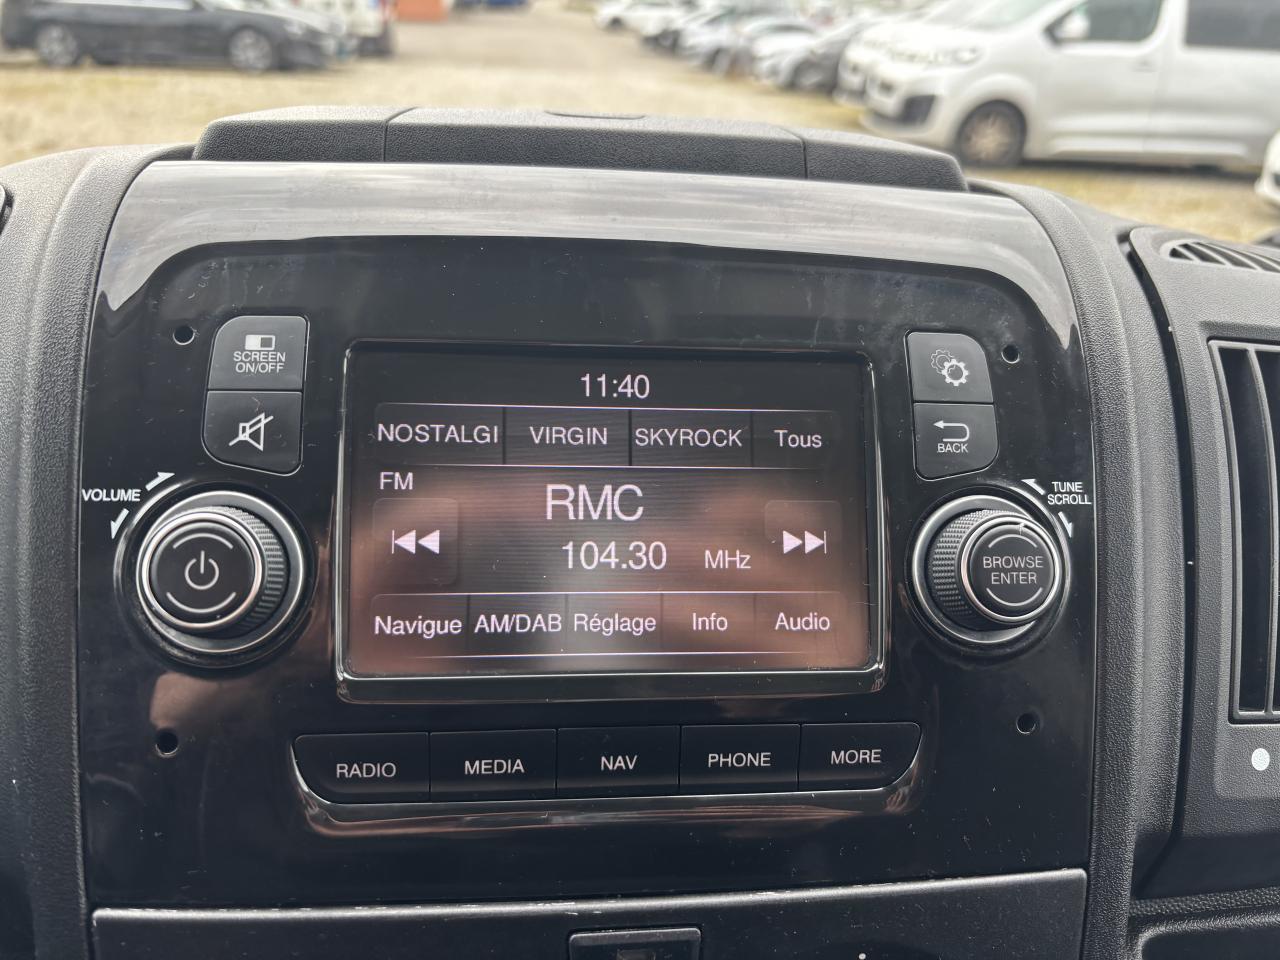 SCREEN
ON/OFF
VOLUME
11:40
NOSTALGI VIRGIN SKYROCK Tous
FM
RMC
104.30 MHz
Navigue AM/DAB Réglage Info Audio
BACK
TUNE
SCROLL
BROWSE
ENTER
RADIO MEDIA NAV PHONE MORE